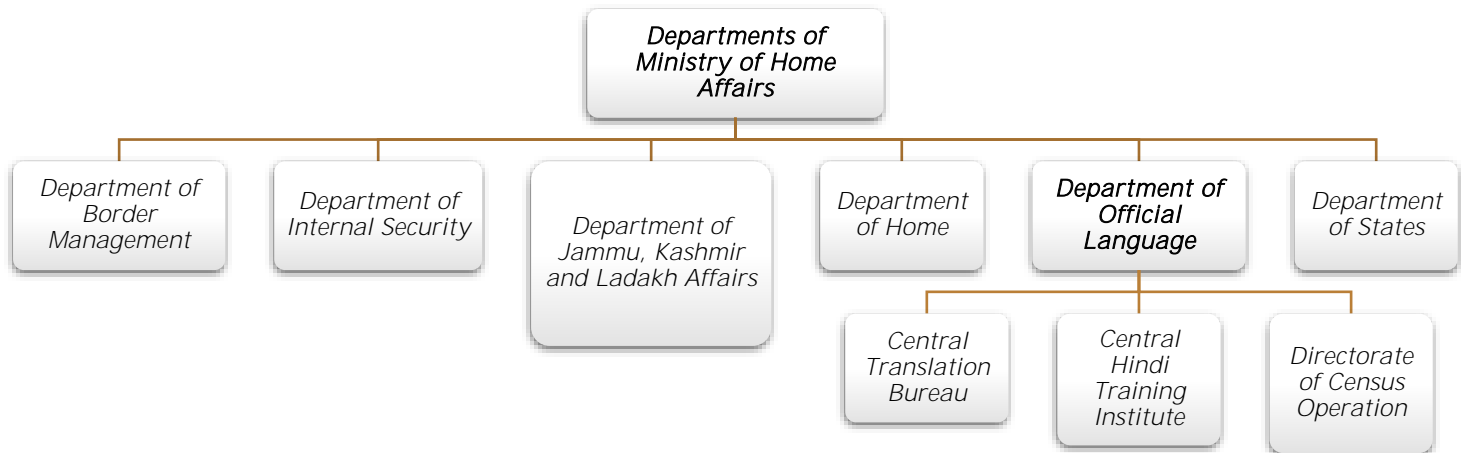 Departments of
Ministry of Home
Affairs
Department of
Border
Management
Department of
Internal Security
Department of
Jammu, Kashmir
and Ladakh Affairs
Department
of Home
Department of
Official
Language
Department
of States
Central
Translation
Bureau
Central
Hindi
Training
Institute
Directorate
of Census
Operation